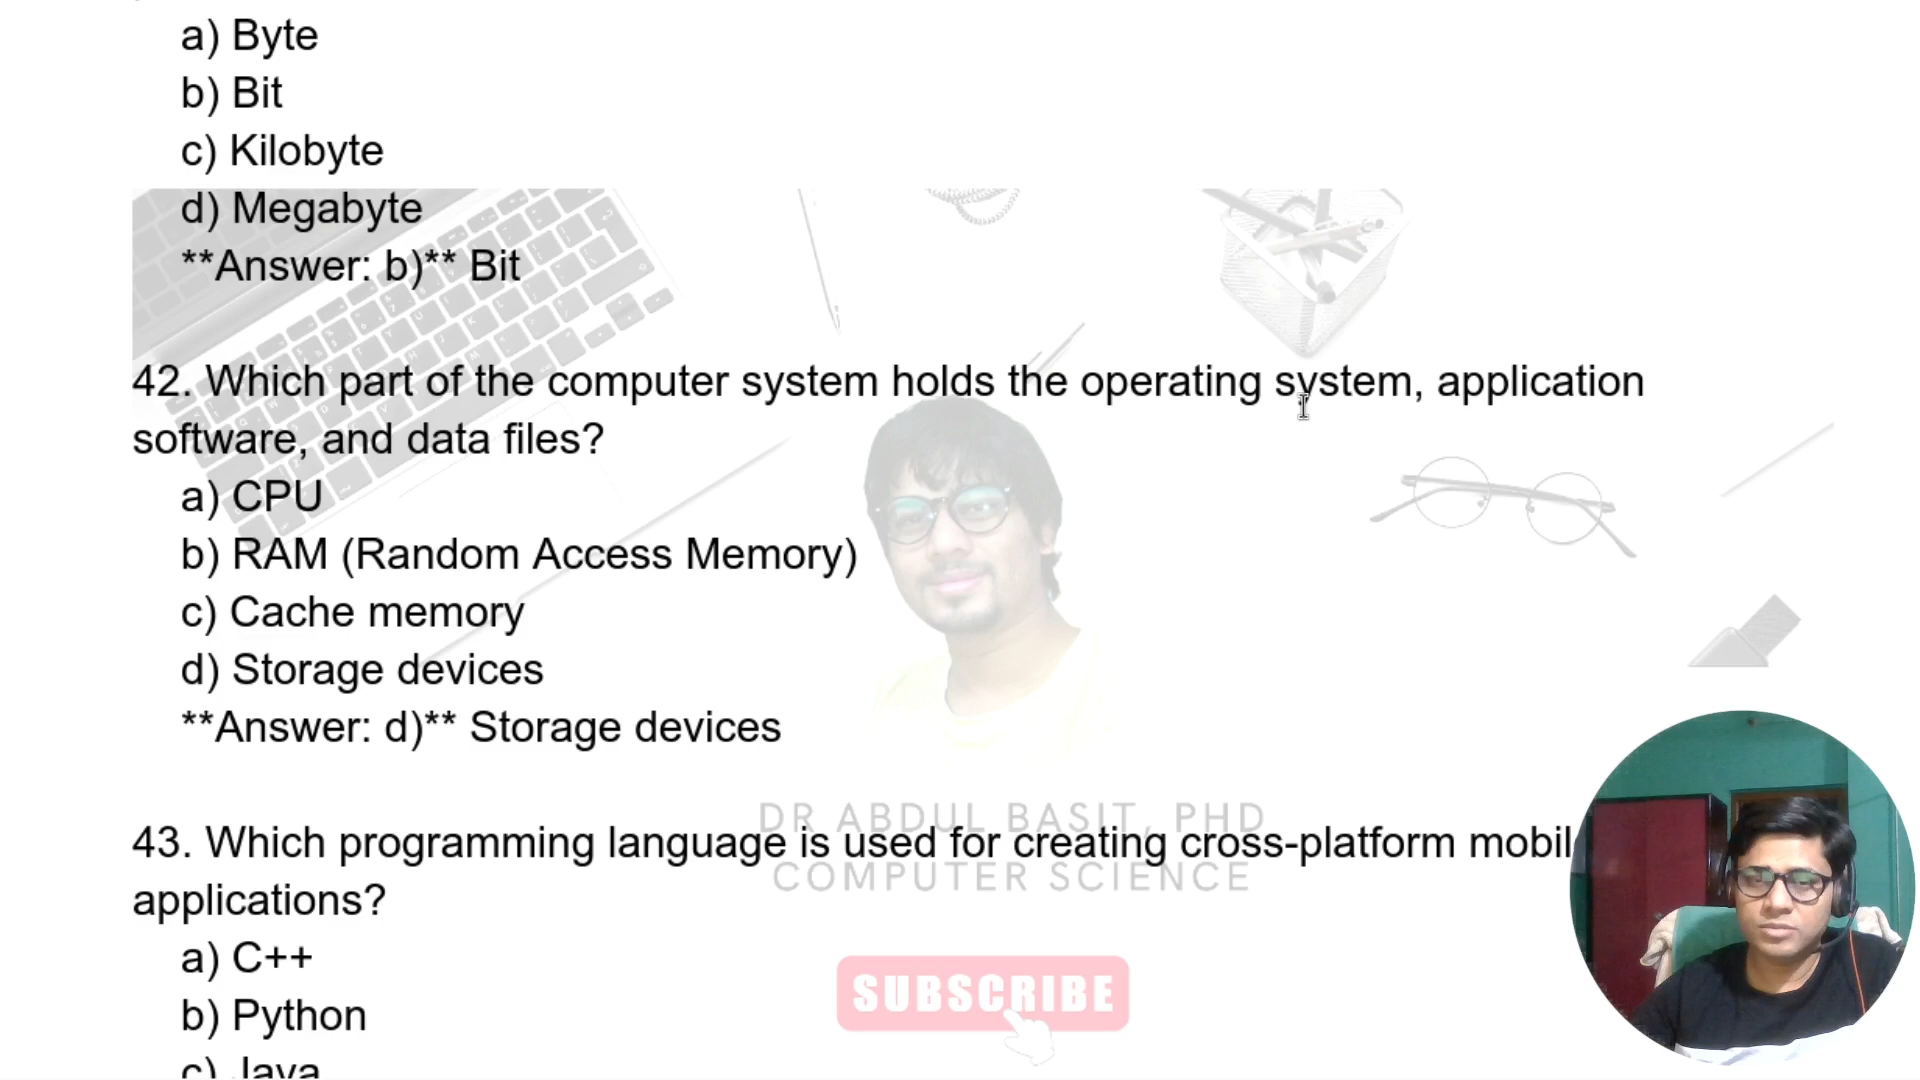 a) Byte
b) Bit
c) Kilobyte
d) Megabyte
**Answer: b)** Bit
42. Which part of the computer system holds the operating system, application
software, and data files?
a) CPU
b) RAM (Random Access Memory)
c) Cache memory
d) Storage devices
**Answer: d)** Storage devices
DR ABDUL BASIT, PHD
43. Which programming language is used for creating cross-platform mobil
COMPUTER SCIENCE
applications?
a) C++
b) Python
SUBSCRIBE
c) Java